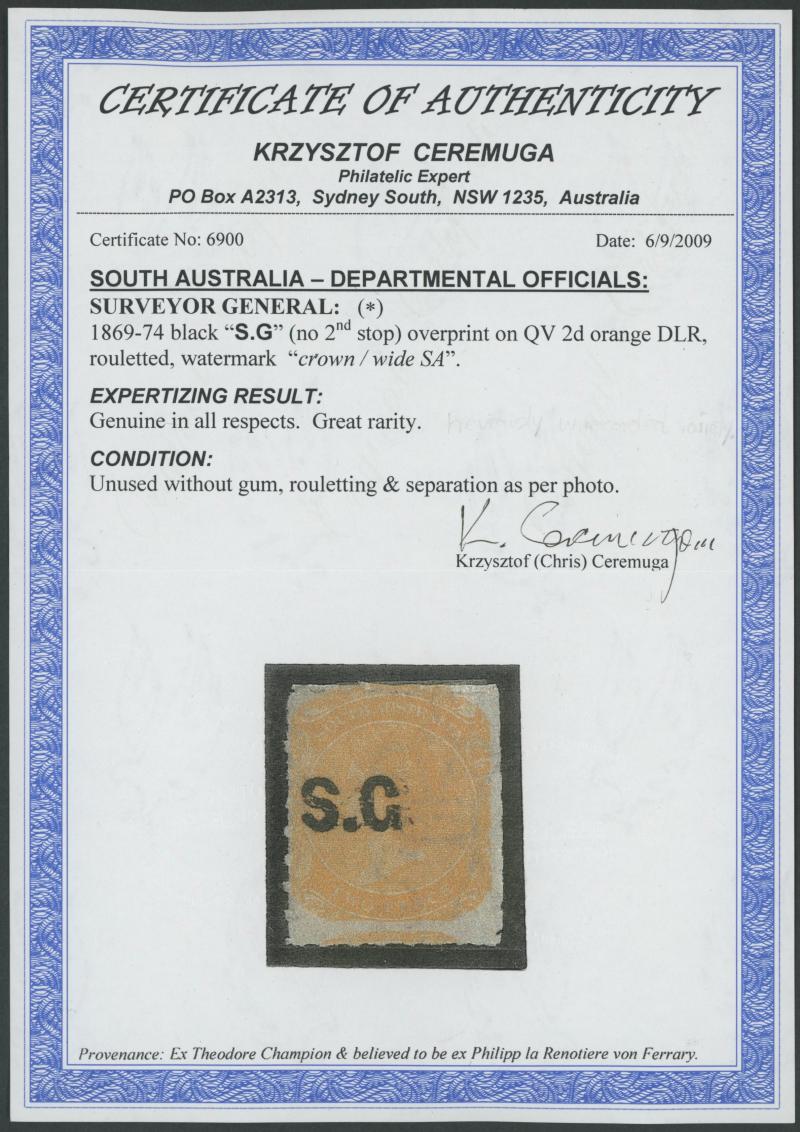 CERTIFICATE OF AUTHENTICITY
KRZYSZTOF CEREMUGA
Philatelic Expert
PO Box A2313, Sydney South, NSW 1235, Australia
Certificate No: 6900 Date: 6/9/2009
SOUTH AUSTRALIA – DEPARTMENTAL OFFICIALS:
SURVEYOR GENERAL: (*)
1869-74 black “S.G” (no 2nd stop) overprint on QV 2d orange DLR,
rouletted, watermark “crown / wide SA”.
EXPERTIZING RESULT:
Genuine in all respects. Great rarity.
CONDITION:
Unused without gum, rouletting & separation as per photo.
K. Ceremuga
Krzysztof (Chris) Ceremuga
S.G
Provenance: Ex Theodore Champion & believed to be ex Philipp la Renotiere von Ferrary.